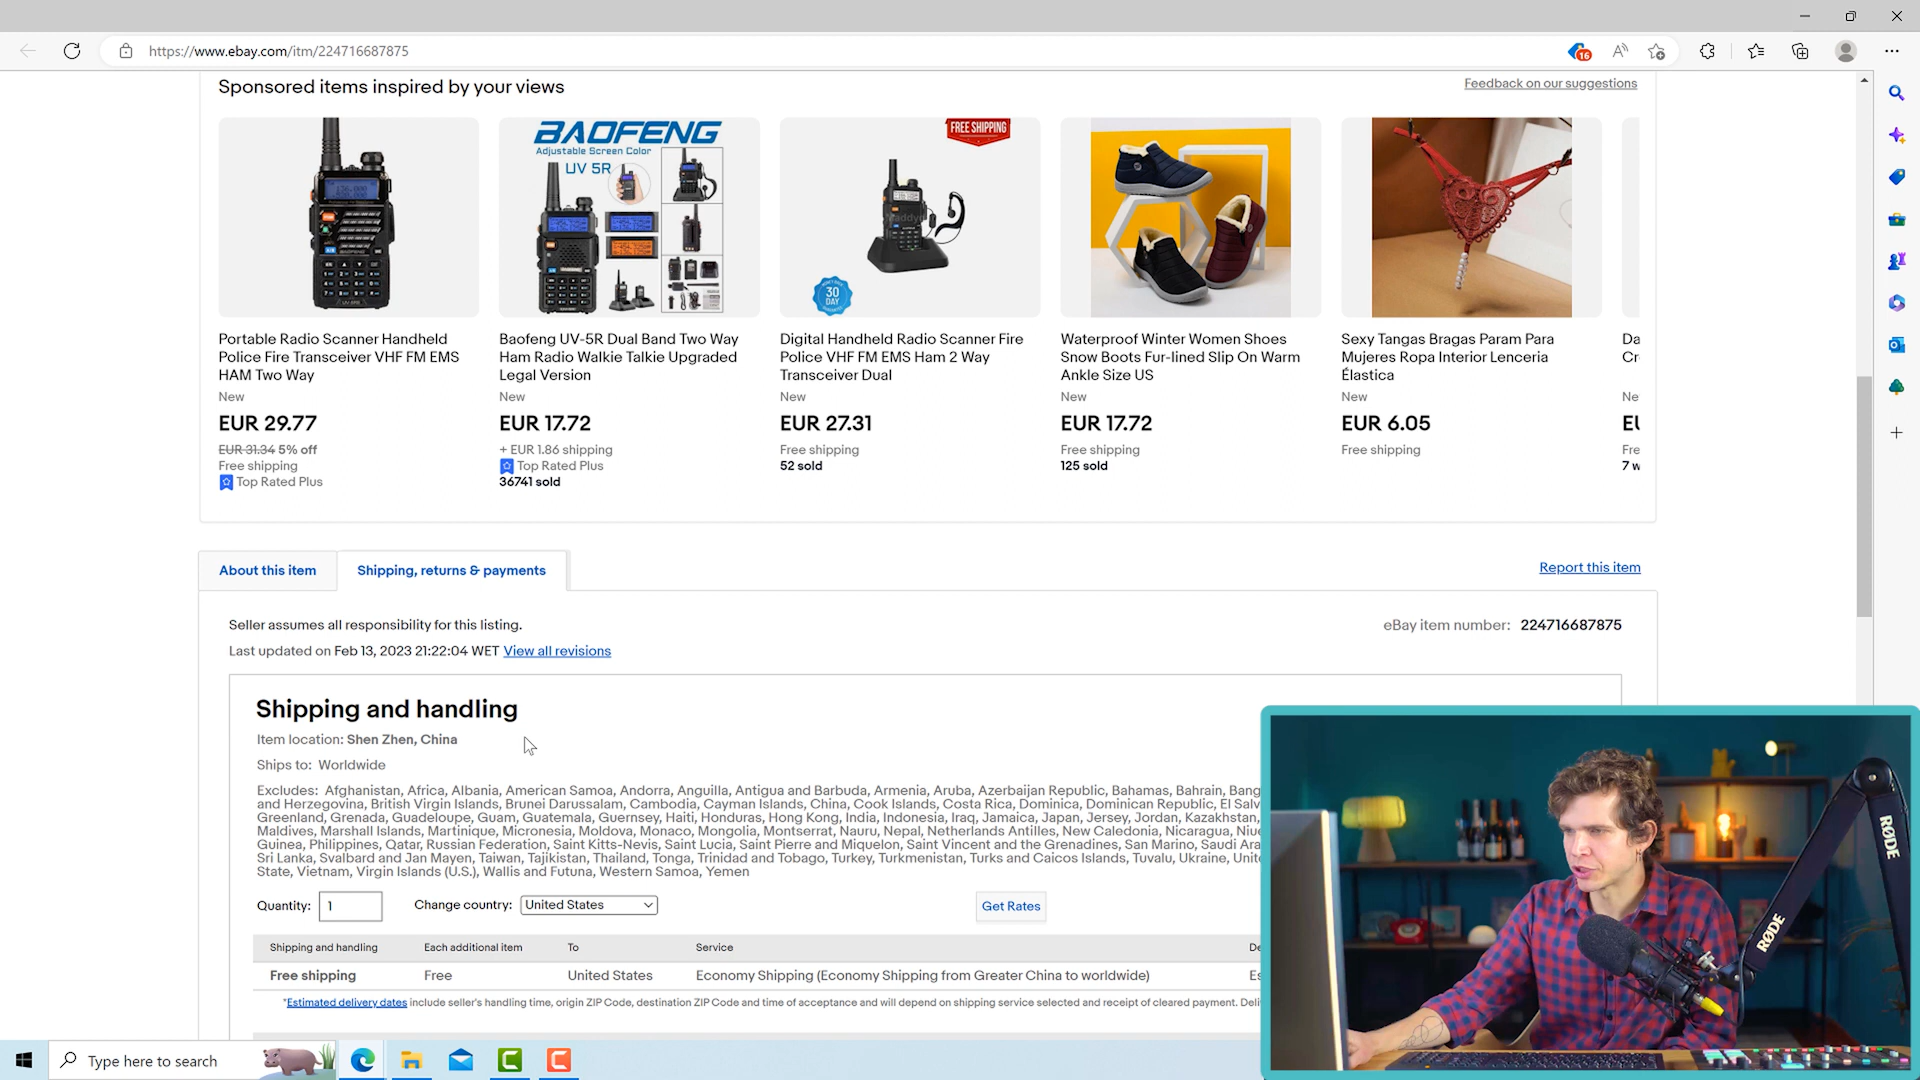 https://www.ebay.com/itm/224716687875
16
Sponsored items inspired by your views
Feedback on our suggestions
BAOFENG
Adjustable Screen Color
UV 5R
FREE SHIPPING
30
DAY
Portable Radio Scanner Handheld
Police Fire Transceiver VHF FM EMS
HAM Two Way
New
EUR 29.77
EUR 31.34 5% off
Free shipping
Top Rated Plus
Baofeng UV-5R Dual Band Two Way
Ham Radio Walkie Talkie Upgraded
Legal Version
New
EUR 17.72
+ EUR 1.86 shipping
Top Rated Plus
36741 sold
Digital Handheld Radio Scanner Fire
Police VHF FM EMS Ham 2 Way
Transceiver Dual
New
EUR 27.31
Free shipping
52 sold
Waterproof Winter Women Shoes
Snow Boots Fur-lined Slip On Warm
Ankle Size US
New
EUR 17.72
Free shipping
125 sold
Sexy Tangas Bragas Param Para
Mujeres Ropa Interior Lenceria
Élastica
New
EUR 6.05
Free shipping
Da
Cr
Ne
EU
Fre
7 w
About this item
Shipping, returns & payments
Report this item
Seller assumes all responsibility for this listing.
eBay item number: 224716687875
Last updated on Feb 13, 2023 21:22:04 WET View all revisions
Shipping and handling
Item location: Shen Zhen, China
Ships to: Worldwide
Excludes: Afghanistan, Africa, Albania, American Samoa, Andorra, Anguilla, Antigua and Barbuda, Armenia, Aruba, Azerbaijan Republic, Bahamas, Bahrain, Bang
and Herzegovina, British Virgin Islands, Brunei Darussalam, Cambodia, Cayman Islands, China, Cook Islands, Costa Rica, Dominica, Dominican Republic, El Salv
Greenland, Grenada, Guadeloupe, Guam, Guatemala, Guernsey, Haiti, Honduras, Hong Kong, India, Indonesia, Iraq, Jamaica, Japan, Jersey, Jordan, Kazakhstan,
Maldives, Marshall Islands, Martinique, Micronesia, Moldova, Monaco, Mongolia, Montserrat, Nauru, Nepal, Netherlands Antilles, New Caledonia, Nicaragua, Niue
Guinea, Philippines, Qatar, Russian Federation, Saint Kitts-Nevis, Saint Lucia, Saint Pierre and Miquelon, Saint Vincent and the Grenadines, San Marino, Saudi Ara
Sri Lanka, Svalbard and Jan Mayen, Taiwan, Tajikistan, Thailand, Tonga, Trinidad and Tobago, Turkey, Turkmenistan, Turks and Caicos Islands, Tuvalu, Ukraine, Unite
State, Vietnam, Virgin Islands (U.S.), Wallis and Futuna, Western Samoa, Yemen
Quantity: 1
Change country: United States
Get Rates
Shipping and handling Each additional item To Service De
Free shipping Free United States Economy Shipping (Economy Shipping from Greater China to worldwide) Es
*Estimated delivery dates include seller's handling time, origin ZIP Code, destination ZIP Code and time of acceptance and will depend on shipping service selected and receipt of cleared payment. Deli
RØDE
RØDE
Type here to search